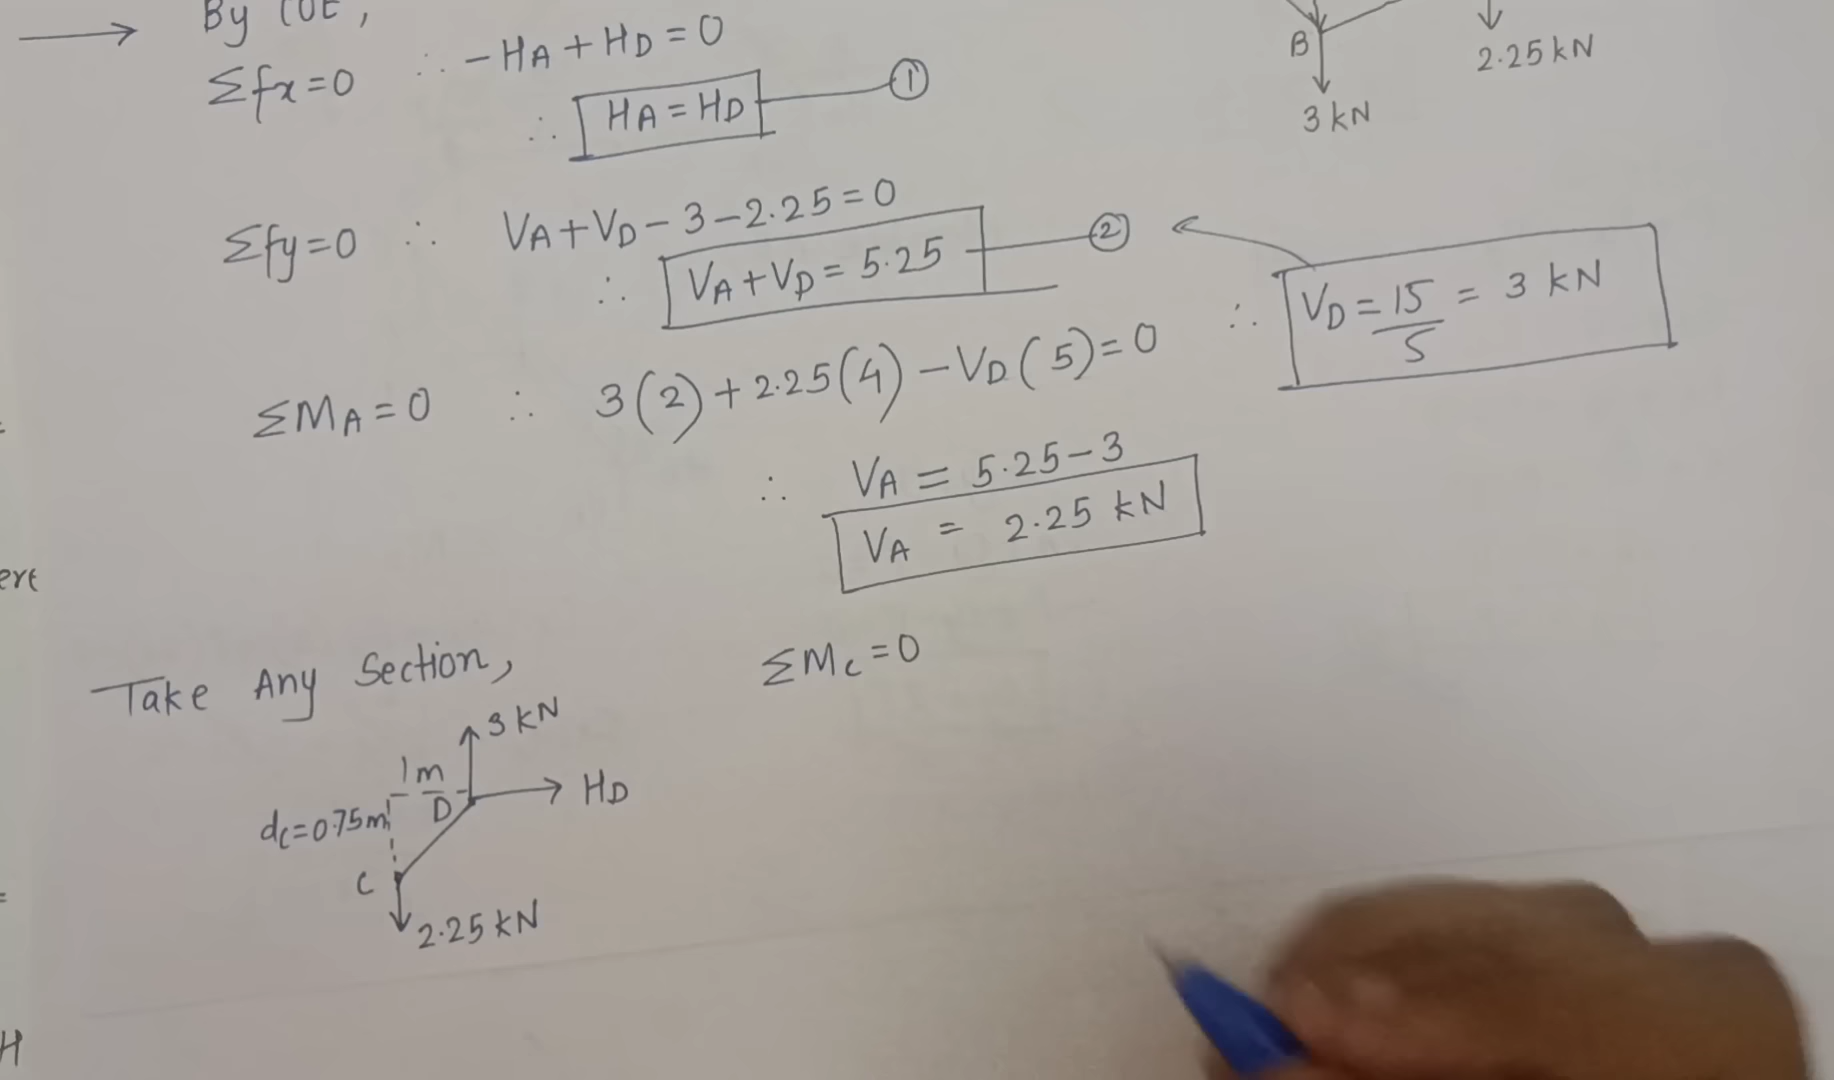 By COE,
Σfx=0 ∴ -HA+HD=0
∴ HA=HD ①
B
3 kN
2.25 kN
Σfy=0 ∴ VA+VD-3-2.25=0
∴ VA+VD=5.25 ②
ΣMA=0 ∴ 3(2)+2.25(4)-VD(5)=0
∴ VD=15/5=3 kN
∴ VA=5.25-3
VA=2.25 kN
Take Any Section,
ΣMc=0
3 kN
1m
D
HD
dc=0.75m
C
2.25 kN
H